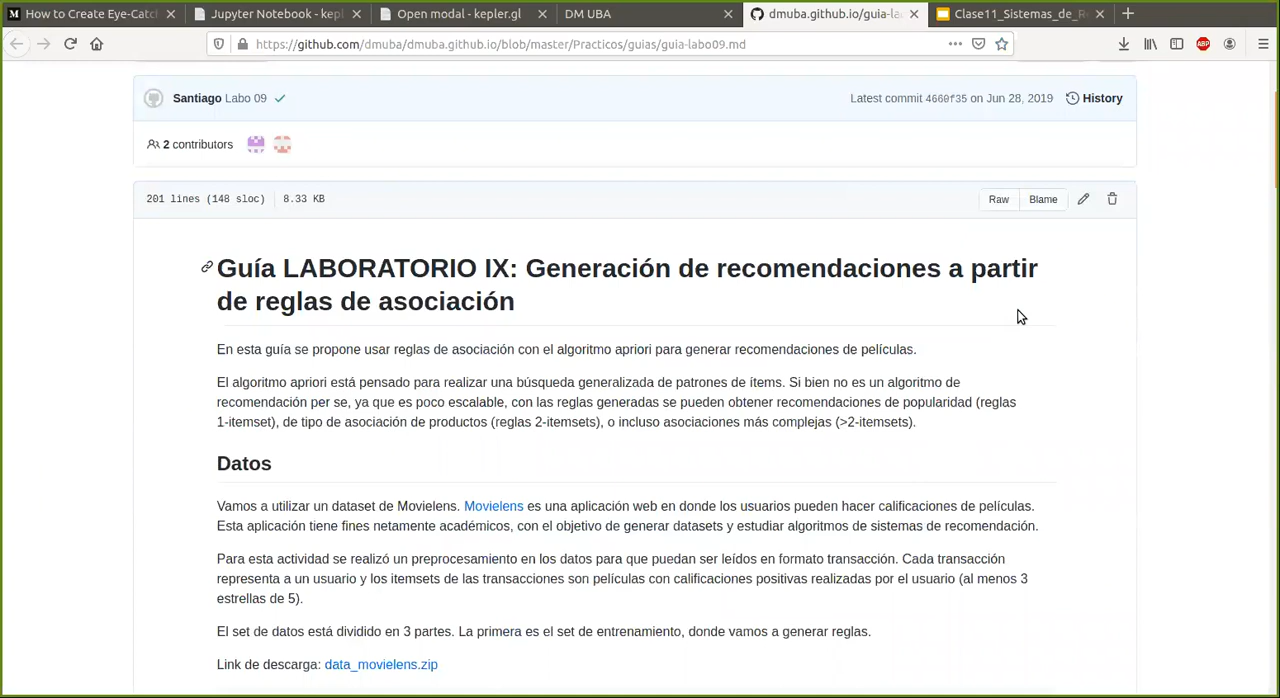 How to Create Eye-Catch
Jupyter Notebook - kepl
Open modal - kepler.gl
DM UBA
dmuba.github.io/guia-la
Clase11_Sistemas_de_R
https://github.com/dmuba/dmuba.github.io/blob/master/Practicos/guias/guia-labo09.md
ABP
Santiago Labo 09
Latest commit 4660f35 on Jun 28, 2019
History
2 contributors
201 lines (148 sloc)
8.33 KB
Raw
Blame
Guía LABORATORIO IX: Generación de recomendaciones a partir
de reglas de asociación
En esta guía se propone usar reglas de asociación con el algoritmo apriori para generar recomendaciones de películas.
El algoritmo apriori está pensado para realizar una búsqueda generalizada de patrones de ítems. Si bien no es un algoritmo de
recomendación per se, ya que es poco escalable, con las reglas generadas se pueden obtener recomendaciones de popularidad (reglas
1-itemset), de tipo de asociación de productos (reglas 2-itemsets), o incluso asociaciones más complejas (>2-itemsets).
Datos
Vamos a utilizar un dataset de Movielens. Movielens es una aplicación web en donde los usuarios pueden hacer calificaciones de películas.
Esta aplicación tiene fines netamente académicos, con el objetivo de generar datasets y estudiar algoritmos de sistemas de recomendación.
Para esta actividad se realizó un preprocesamiento en los datos para que puedan ser leídos en formato transacción. Cada transacción
representa a un usuario y los itemsets de las transacciones son películas con calificaciones positivas realizadas por el usuario (al menos 3
estrellas de 5).
El set de datos está dividido en 3 partes. La primera es el set de entrenamiento, donde vamos a generar reglas.
Link de descarga: data_movielens.zip